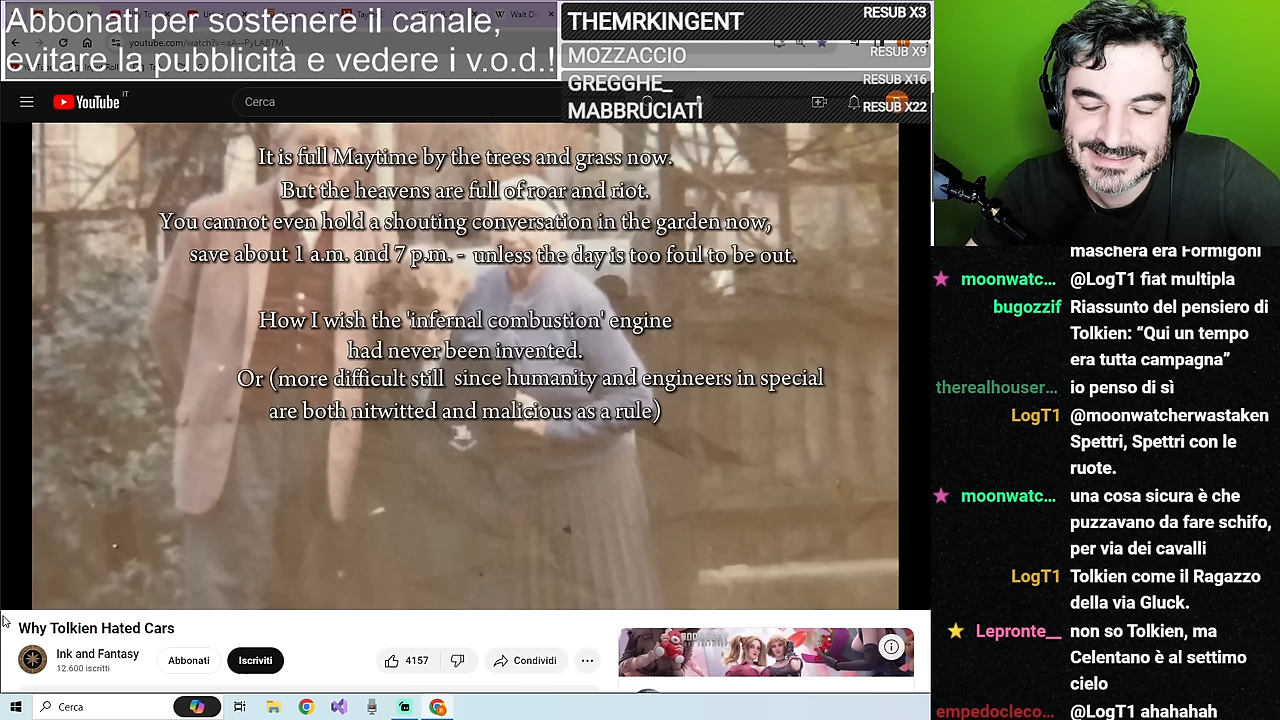 Abbonati per sostenere il canale,
evitare la pubblicità e vedere i v.o.d.!
THEMRKINGENT RESUB X3
MOZZACCIO RESUB X9
GREGGHE_ RESUB X16
MABBRUCIATI RESUB X22
YouTube IT
Cerca
It is full Maytime by the trees and grass now.
But the heavens are full of roar and riot.
You cannot even hold a shouting conversation in the garden now,
save about 1 a.m. and 7 p.m. - unless the day is too foul to be out.
How I wish the 'infernal combustion' engine
had never been invented.
Or (more difficult still since humanity and engineers in special
are both nitwitted and malicious as a rule)
Why Tolkien Hated Cars
Ink and Fantasy
12.600 iscritti
Abbonati
Iscriviti
4157
Condividi
Cerca
maschera era Formigoni
moonwatc... @LogT1 fiat multipla
bugozzif Riassunto del pensiero di
Tolkien: “Qui un tempo
era tutta campagna”
therealhouser... io penso di sì
LogT1 @moonwatcherwastaken
Spettri, Spettri con le
ruote.
moonwatc... una cosa sicura è che
puzzavano da fare schifo,
per via dei cavalli
LogT1 Tolkien come il Ragazzo
della via Gluck.
Lepronte__ non so Tolkien, ma
Celentano è al settimo
cielo
empedocleco... @LogT1 ahahahah